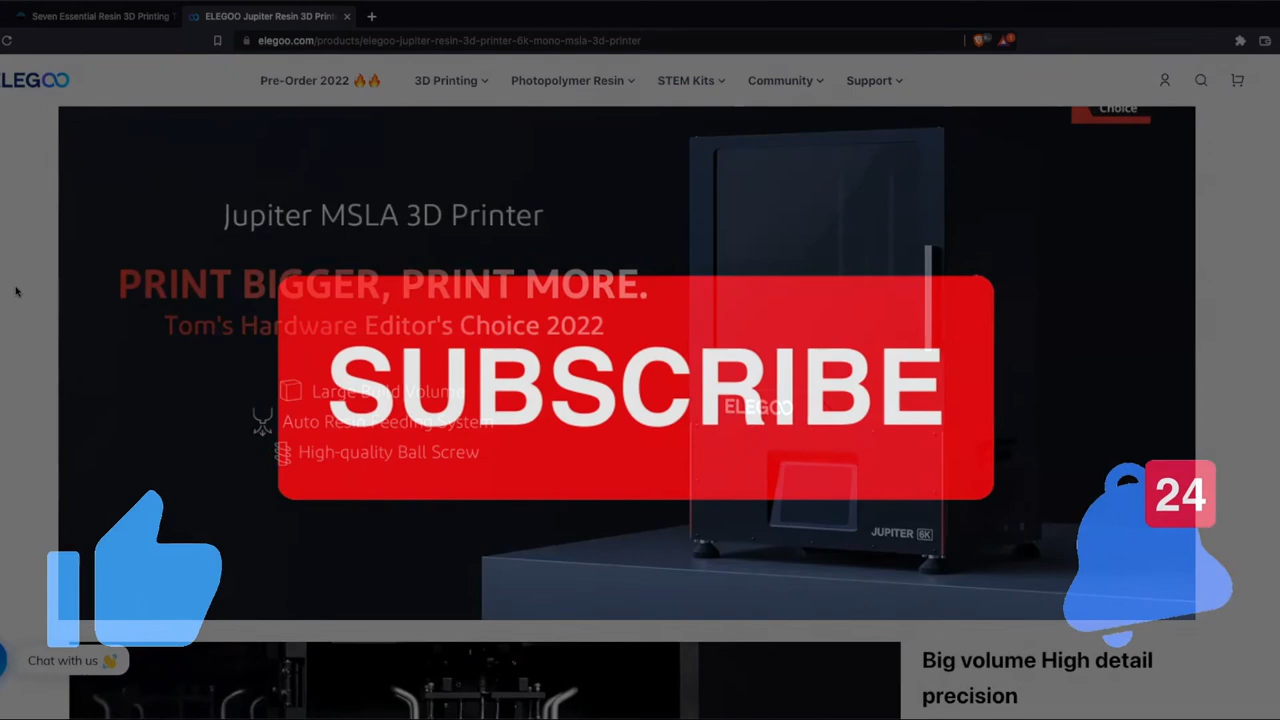 Seven Essential Resin 3D Printing T
ELEGOO Jupiter Resin 3D Print
elegoo.com/products/elegoo-jupiter-resin-3d-printer-6k-mono-msla-3d-printer
ELEGOO
Pre-Order 2022 🔥🔥
3D Printing
Photopolymer Resin
STEM Kits
Community
Support
Choice
Jupiter MSLA 3D Printer
PRINT BIGGER, PRINT MORE.
Tom's Hardware Editor's Choice 2022
SUBSCRIBE
Large Build Volume
ELEGOO
Auto Resin Feeding System
High-quality Ball Screw
24
JUPITER 6K
Chat with us 👋
Big volume High detail
precision